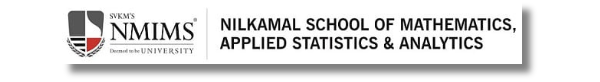 SVKM'S
NMIMS®
Deemed to be UNIVERSITY
NILKAMAL SCHOOL OF MATHEMATICS,
APPLIED STATISTICS & ANALYTICS